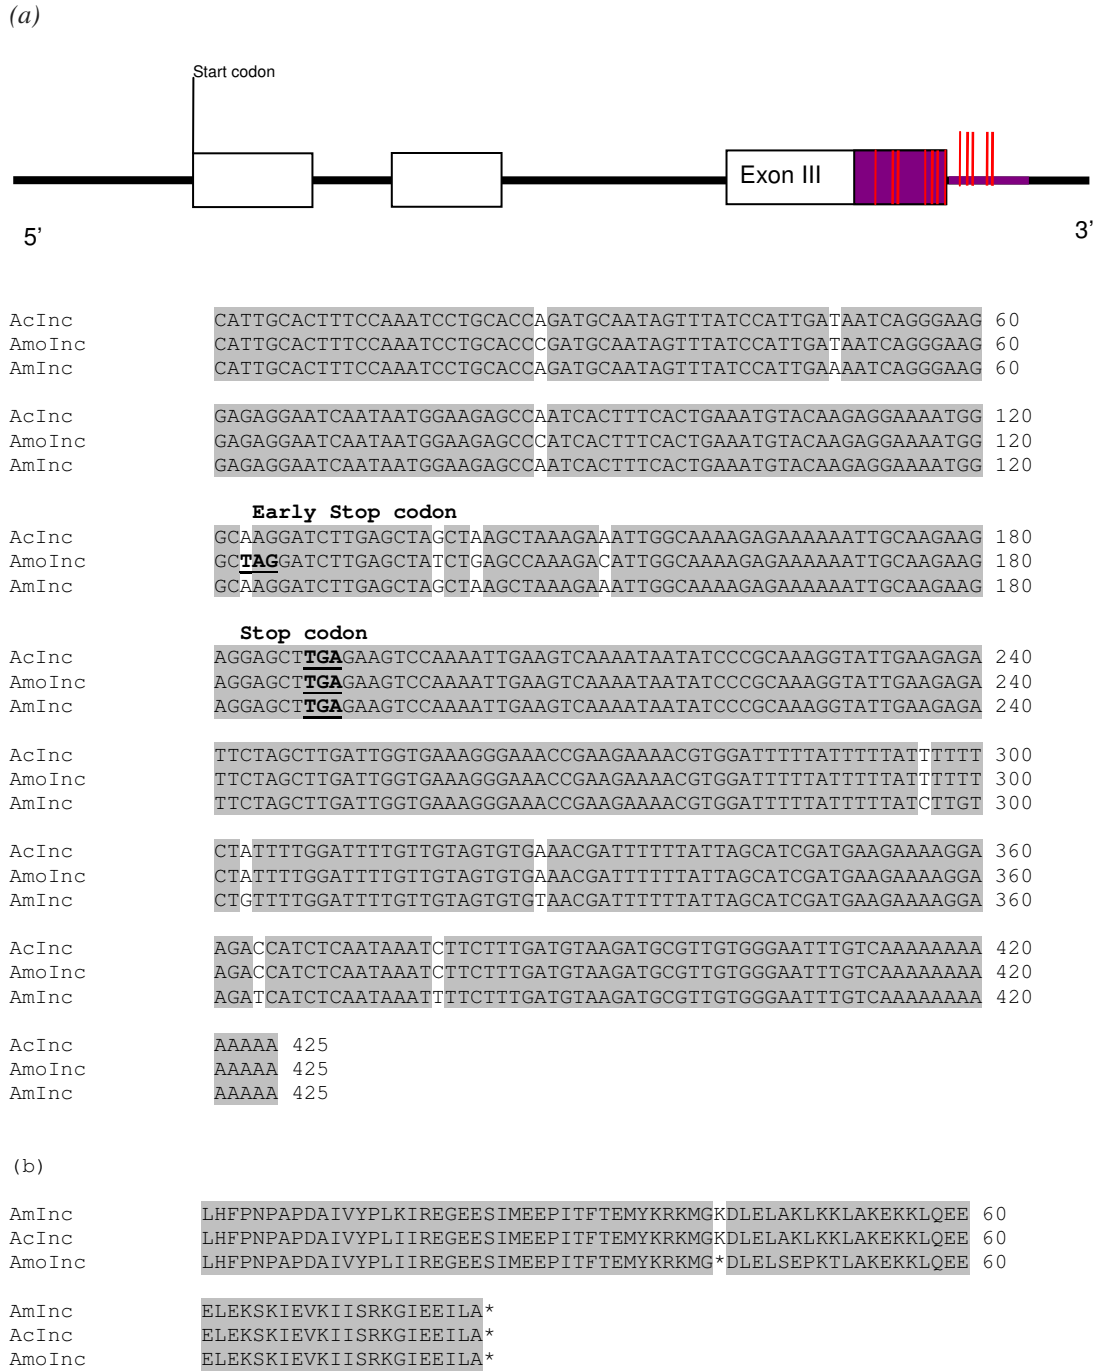 (a)
Start codon
Exon III
5’
3’
AcInc CATTGCACTTTCCAAATCCTGCACCAGATGCAATAGTTTATCCATTGATAATCAGGGAAG 60
AmoInc CATTGCACTTTCCAAATCCTGCACCCGATGCAATAGTTTATCCATTGATAATCAGGGAAG 60
AmInc CATTGCACTTTCCAAATCCTGCACCAGATGCAATAGTTTATCCATTGAAAATCAGGGAAG 60
AcInc GAGAGGAATCAATAATGGAAGAGCCAATCACTTTCACTGAAATGTACAAGAGGAAAATGG 120
AmoInc GAGAGGAATCAATAATGGAAGAGCCCATCACTTTCACTGAAATGTACAAGAGGAAAATGG 120
AmInc GAGAGGAATCAATAATGGAAGAGCCAATCACTTTCACTGAAATGTACAAGAGGAAAATGG 120
Early Stop codon
AcInc GCAAGGATCTTGAGCTAGCTAAGCTAAAGAAATTGGCAAAAGAGAAAAAATTGCAAGAAG 180
AmoInc GCTAGGATCTTGAGCTATCTGAGCCAAAGACATTGGCAAAAGAGAAAAAATTGCAAGAAG 180
AmInc GCAAGGATCTTGAGCTAGCTAAGCTAAAGAAATTGGCAAAAGAGAAAAAATTGCAAGAAG 180
Stop codon
AcInc AGGAGCTTGAGAAGTCCAAAATTGAAGTCAAAATAATATCCCGCAAAGGTATTGAAGAGA 240
AmoInc AGGAGCTTGAGAAGTCCAAAATTGAAGTCAAAATAATATCCCGCAAAGGTATTGAAGAGA 240
AmInc AGGAGCTTGAGAAGTCCAAAATTGAAGTCAAAATAATATCCCGCAAAGGTATTGAAGAGA 240
AcInc TTCTAGCTTGATTGGTGAAAGGGAAACCGAAGAAAACGTGGATTTTTATTTTTATTTTTT 300
AmoInc TTCTAGCTTGATTGGTGAAAGGGAAACCGAAGAAAACGTGGATTTTTATTTTTATTTTTT 300
AmInc TTCTAGCTTGATTGGTGAAAGGGAAACCGAAGAAAACGTGGATTTTTATTTTTATCTTGT 300
AcInc CTATTTTGGATTTTGTTGTAGTGTGAAACGATTTTTTATTAGCATCGATGAAGAAAAGGA 360
AmoInc CTATTTTGGATTTTGTTGTAGTGTGAAACGATTTTTTATTAGCATCGATGAAGAAAAGGA 360
AmInc CTGTTTTGGATTTTGTTGTAGTGTGTAACGATTTTTTATTAGCATCGATGAAGAAAAGGA 360
AcInc AGACCATCTCAATAAATCTTCTTTGATGTAAGATGCGTTGTGGGAATTTGTCAAAAAAAA 420
AmoInc AGACCATCTCAATAAATCTTCTTTGATGTAAGATGCGTTGTGGGAATTTGTCAAAAAAAA 420
AmInc AGATCATCTCAATAAATTTTCTTTGATGTAAGATGCGTTGTGGGAATTTGTCAAAAAAAA 420
AcInc AAAAA 425
AmoInc AAAAA 425
AmInc AAAAA 425
(b)
AmInc LHFPNPAPDAIVYPLKIREGEESIMEEPITFTEMYKRKMGKDLELAKLKKLAKEKKLQEE 60
AcInc LHFPNPAPDAIVYPLIIREGEESIMEEPITFTEMYKRKMGKDLELAKLKKLAKEKKLQEE 60
AmoInc LHFPNPAPDAIVYPLIIREGEESIMEEPITFTEMYKRKMG*DLELSEPKTLAKEKKLQEE 60
AmInc ELEKSKIEVKIISRKGIEEILA*
AcInc ELEKSKIEVKIISRKGIEEILA*
AmoInc ELEKSKIEVKIISRKGIEEILA*